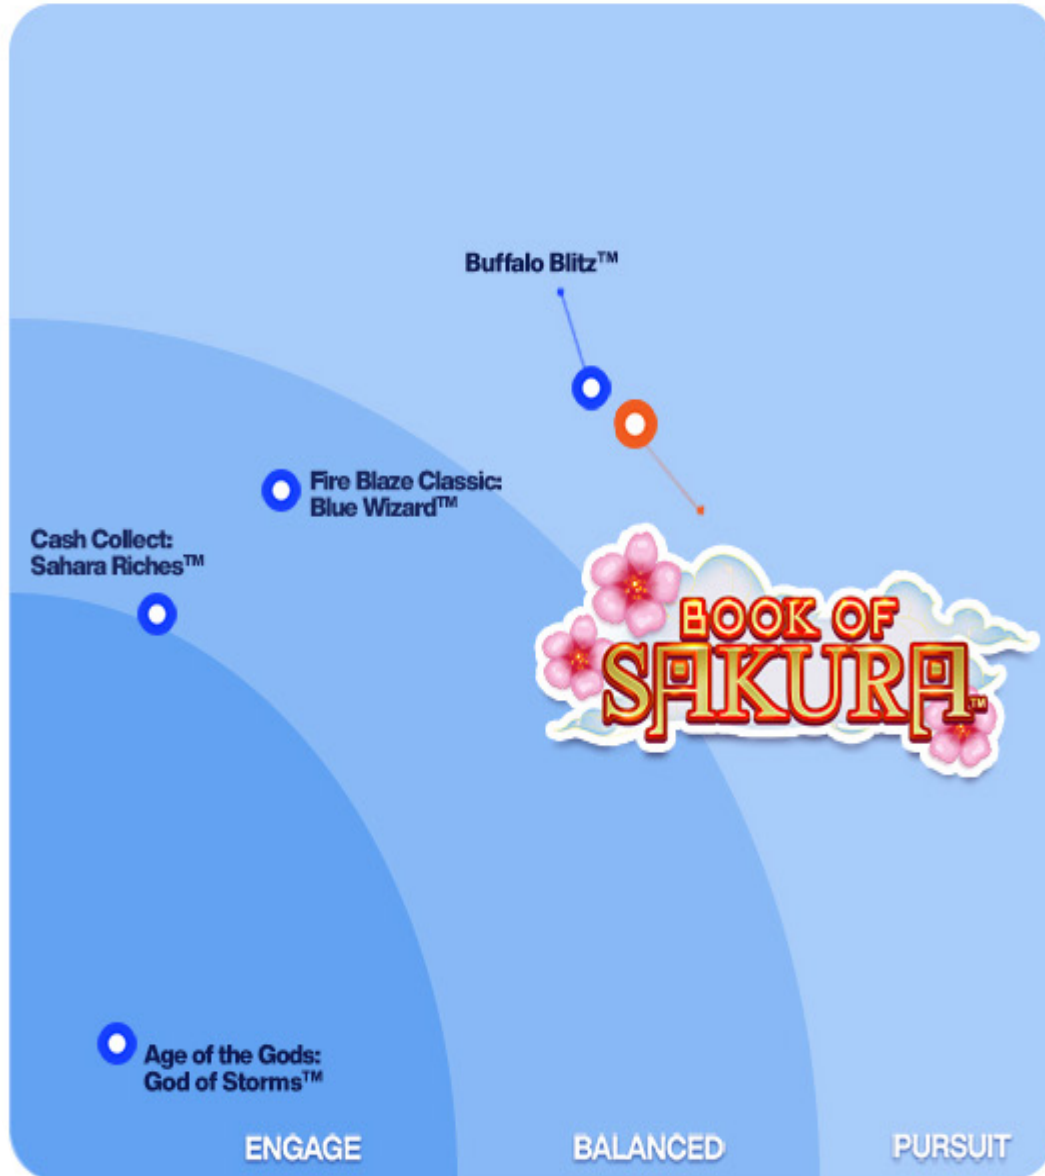 Buffalo Blitz™
Fire Blaze Classic:
Blue Wizard™
Cash Collect:
Sahara Riches™
BOOK OF
SAKURA™
Age of the Gods:
God of Storms™
ENGAGE
BALANCED
PURSUIT